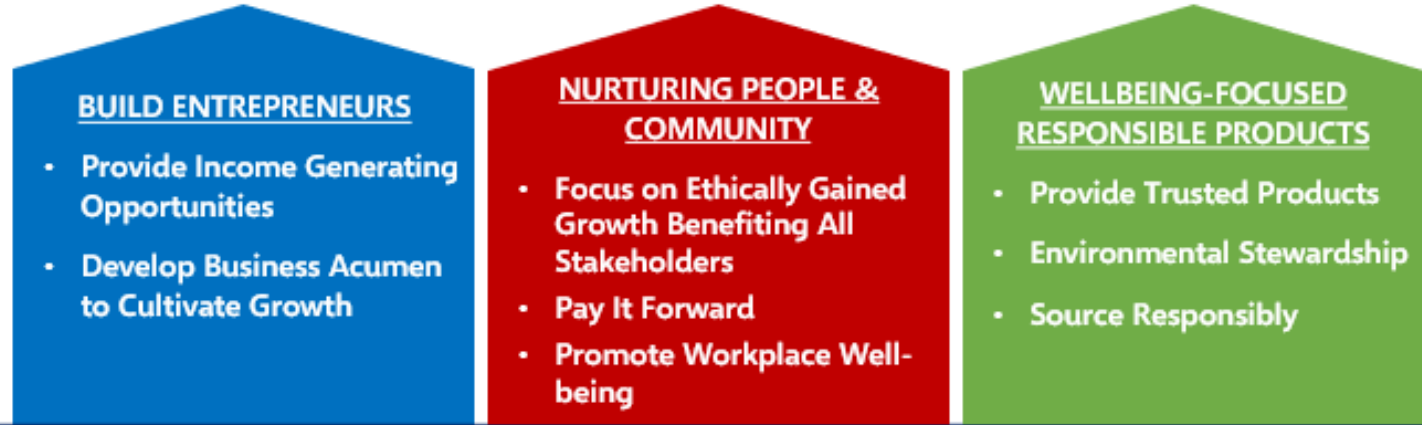 BUILD ENTREPRENEURS
• Provide Income Generating
Opportunities
• Develop Business Acumen
to Cultivate Growth
NURTURING PEOPLE &
COMMUNITY
• Focus on Ethically Gained
Growth Benefiting All
Stakeholders
• Pay It Forward
• Promote Workplace Well-
being
WELLBEING-FOCUSED
RESPONSIBLE PRODUCTS
• Provide Trusted Products
• Environmental Stewardship
• Source Responsibly